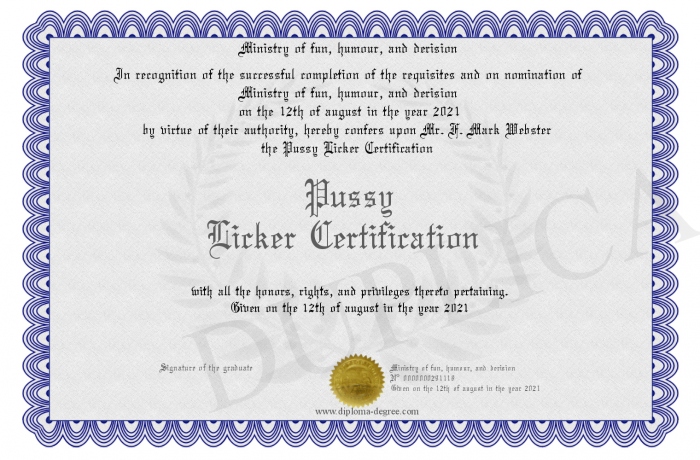 Ministry of fun, humour, and derision
In recognition of the successful completion of the requisites and on nomination of
Ministry of fun, humour, and derision
on the 12th of august in the year 2021
by virtue of their authority, hereby confers upon Mr. F. Mark Webster
the Pussy Licker Certification
Pussy
Licker Certification
with all the honors, rights, and privileges thereto pertaining.
Given on the 12th of august in the year 2021
DUPLICA
Signature of the graduate
Ministry of fun, humour, and derision
N° 0000000291118
Given on the 12th of august in the year 2021
www.diploma-degree.com